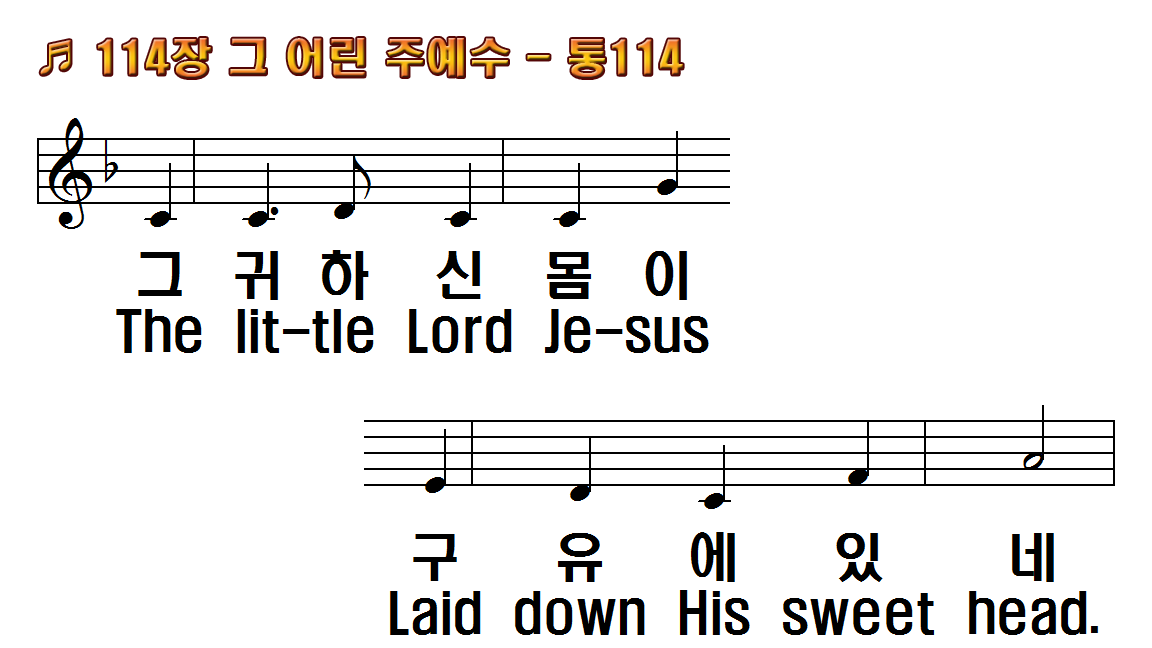 114장 그 어린 주예수 - 통114
그 귀 하 신 몸 이
The lit-tle Lord Je-sus
구 유 에 있 네
Laid down His sweet head.